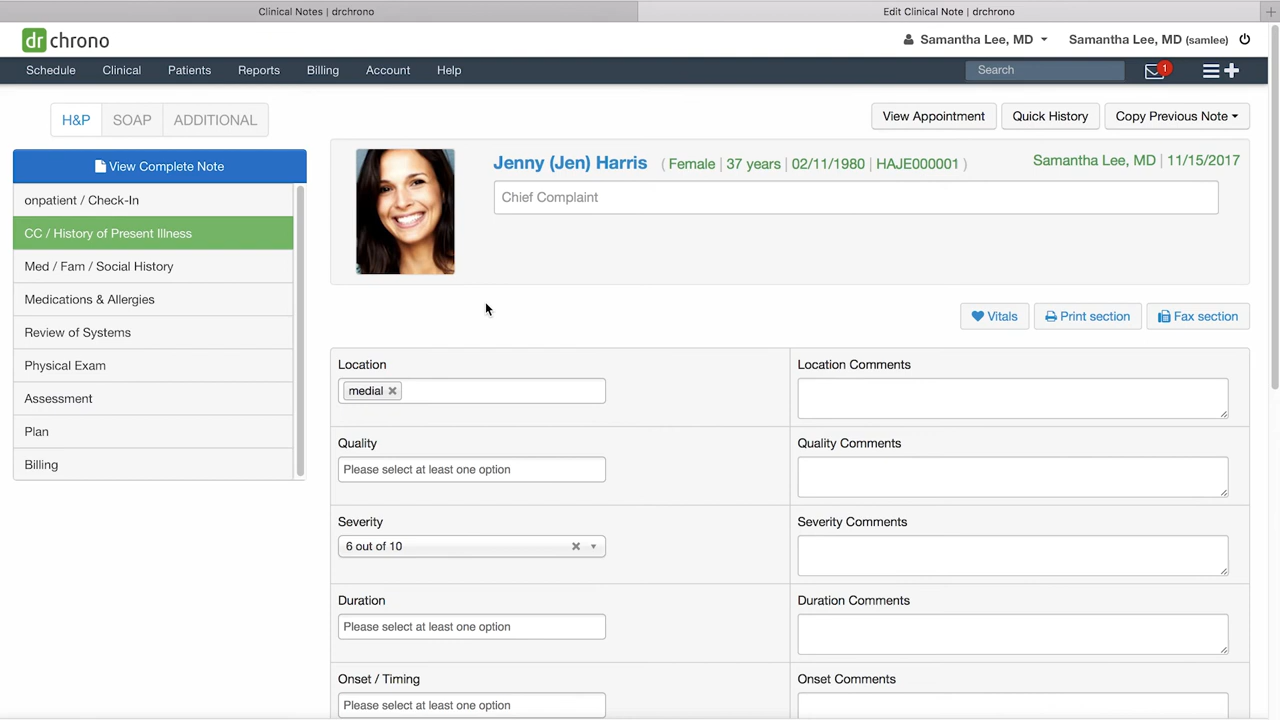 Clinical Notes | drchrono
Edit Clinical Note | drchrono
dr chrono
Samantha Lee, MD
Samantha Lee, MD (samlee)
Schedule Clinical Patients Reports Billing Account Help
Search
1
H&P SOAP ADDITIONAL
View Appointment
Quick History
Copy Previous Note
View Complete Note
onpatient / Check-In
CC / History of Present Illness
Med / Fam / Social History
Medications & Allergies
Review of Systems
Physical Exam
Assessment
Plan
Billing
Jenny (Jen) Harris ( Female | 37 years | 02/11/1980 | HAJE000001 )
Samantha Lee, MD | 11/15/2017
Chief Complaint
Vitals
Print section
Fax section
Location
medial
Location Comments
Quality
Please select at least one option
Quality Comments
Severity
6 out of 10
Severity Comments
Duration
Please select at least one option
Duration Comments
Onset / Timing
Please select at least one option
Onset Comments